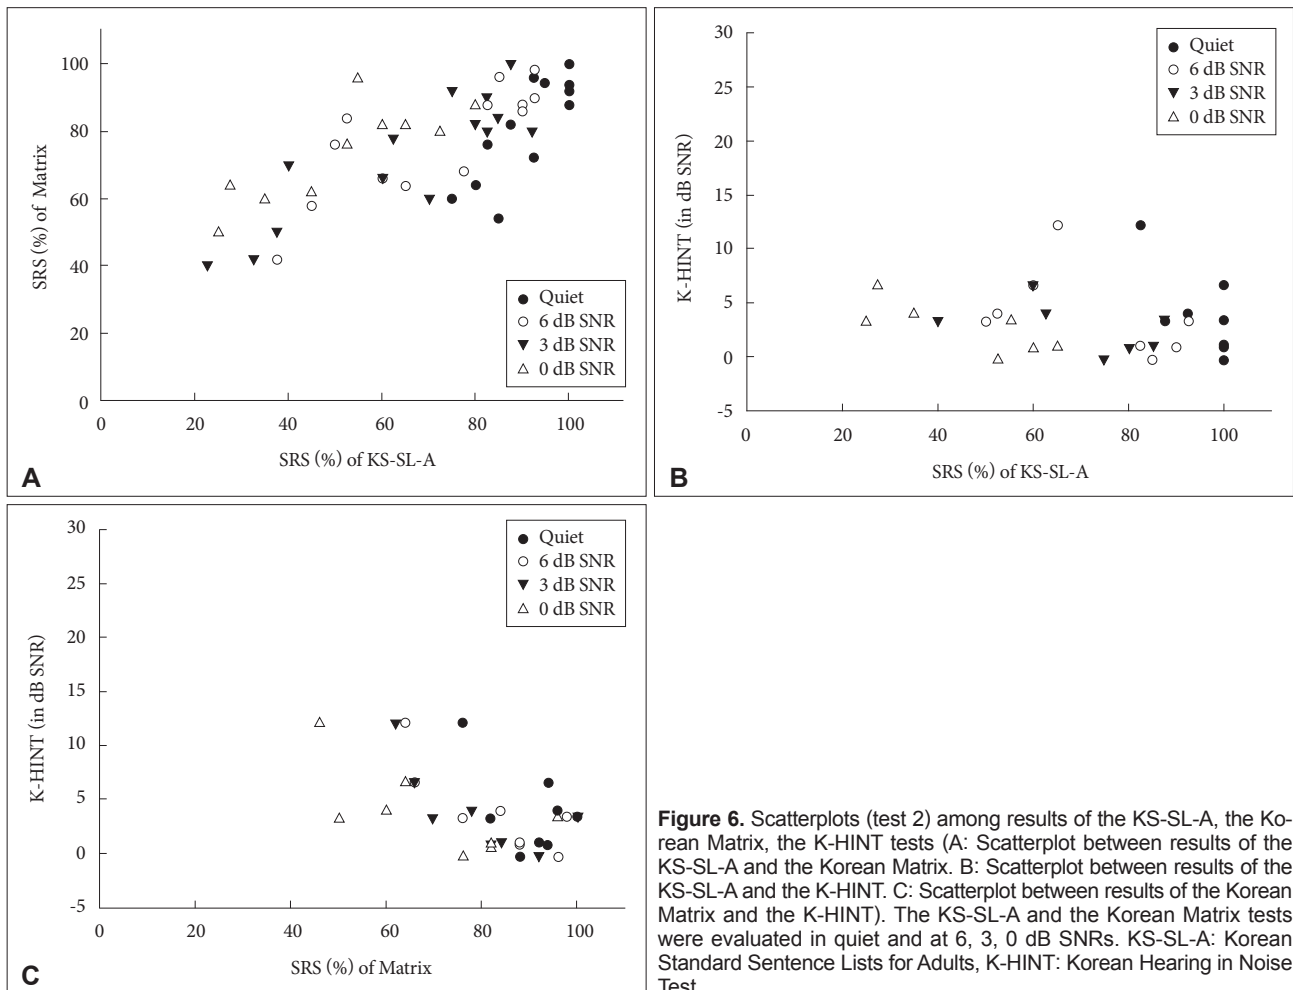 100
80
60
40
20
0
SRS (%) of Matrix
Quiet
6 dB SNR
3 dB SNR
0 dB SNR
0 20 40 60 80 100
SRS (%) of KS-SL-A
A
30
25
20
15
10
5
0
-5
K-HINT (in dB SNR)
Quiet
6 dB SNR
3 dB SNR
0 dB SNR
0 20 40 60 80 100
SRS (%) of KS-SL-A
B
30
25
20
15
10
5
0
-5
K-HINT (in dB SNR)
Quiet
6 dB SNR
3 dB SNR
0 dB SNR
0 20 40 60 80 100
SRS (%) of Matrix
C
Figure 6. Scatterplots (test 2) among results of the KS-SL-A, the Ko-
rean Matrix, the K-HINT tests (A: Scatterplot between results of the
KS-SL-A and the Korean Matrix. B: Scatterplot between results of the
KS-SL-A and the K-HINT. C: Scatterplot between results of the Korean
Matrix and the K-HINT). The KS-SL-A and the Korean Matrix tests
were evaluated in quiet and at 6, 3, 0 dB SNRs. KS-SL-A: Korean
Standard Sentence Lists for Adults, K-HINT: Korean Hearing in Noise
Test